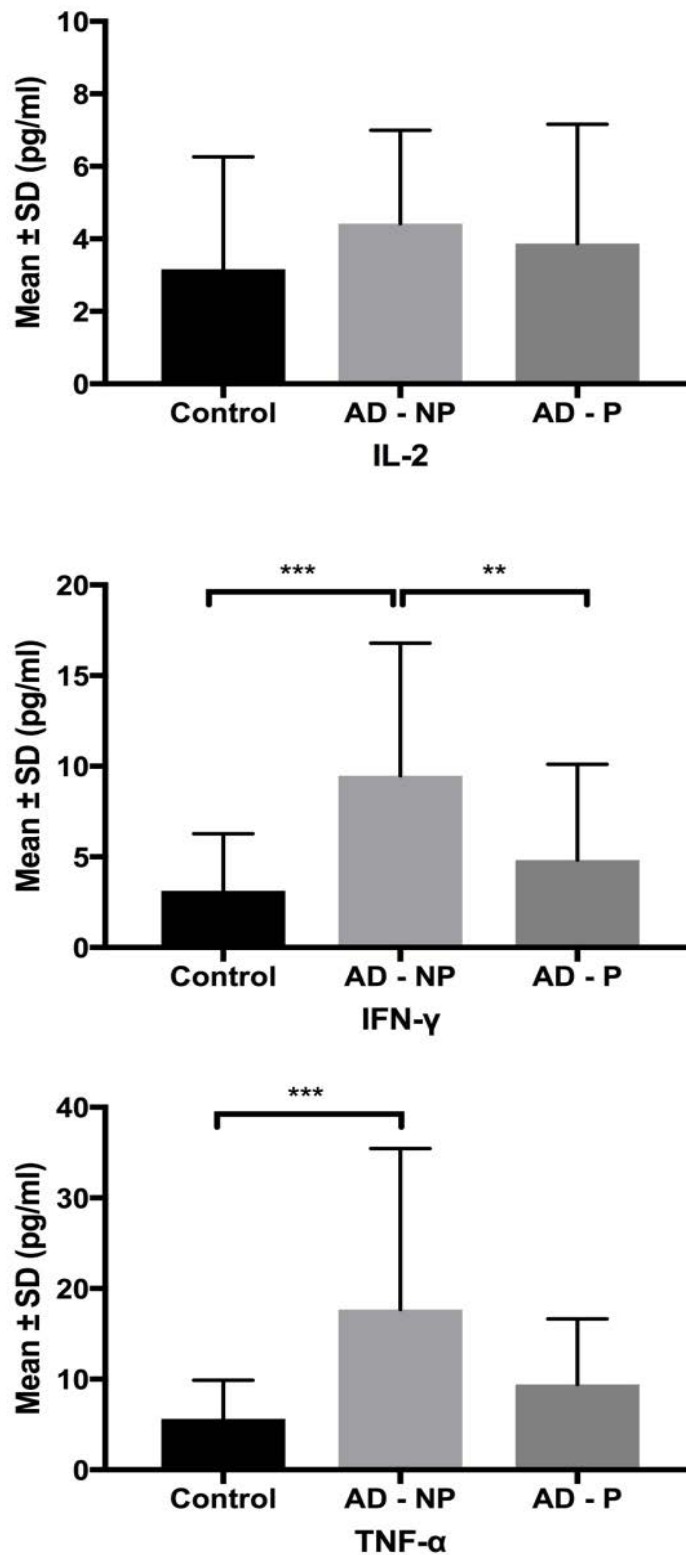 Mean ± SD (pg/ml)
10
8
6
4
2
0
Control AD - NP AD - P
IL-2
*** **
Mean ± SD (pg/ml)
20
15
10
5
0
Control AD - NP AD - P
IFN-γ
***
Mean ± SD (pg/ml)
40
30
20
10
0
Control AD - NP AD - P
TNF-α